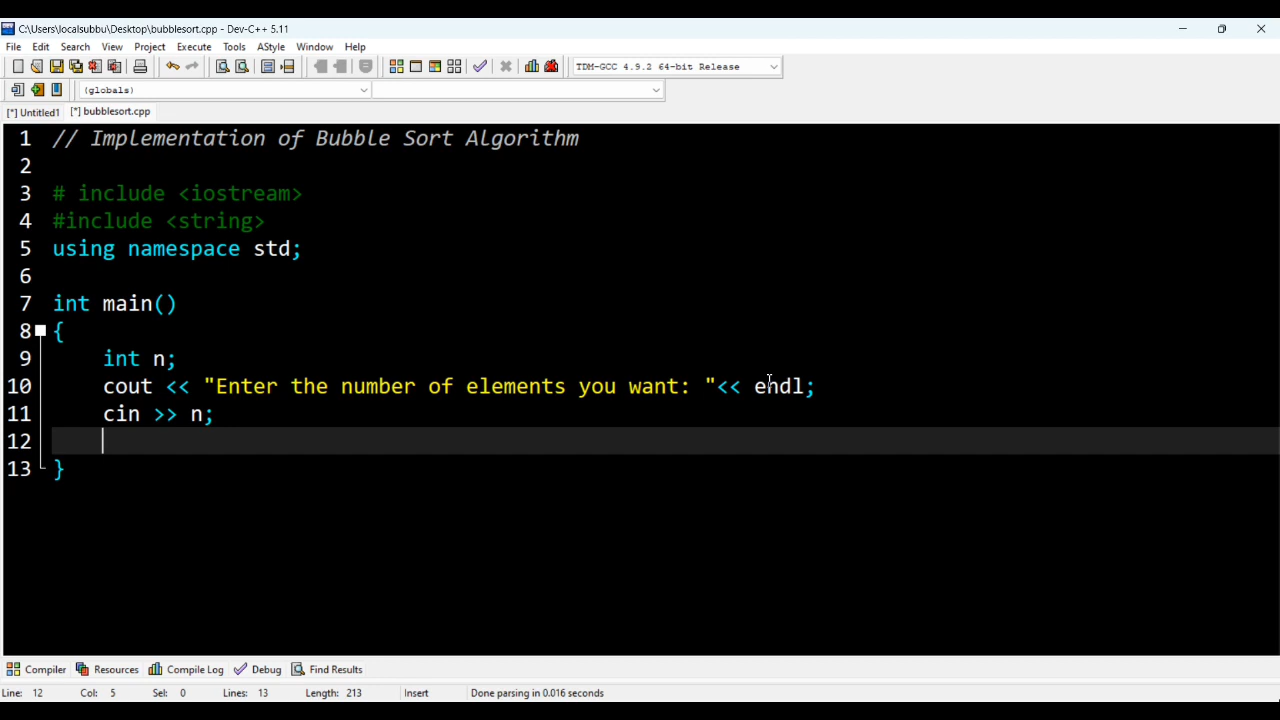 C:\Users\localsubbu\Desktop\bubblesort.cpp - Dev-C++ 5.11
File Edit Search View Project Execute Tools AStyle Window Help
TDM-GCC 4.9.2 64-bit Release
(globals)
[*] Untitled1 [*] bubblesort.cpp
1 // Implementation of Bubble Sort Algorithm
2
3 # include <iostream>
4 #include <string>
5 using namespace std;
6
7 int main()
8 {
9 int n;
10 cout << "Enter the number of elements you want: "<< endl;
11 cin >> n;
12
13 }
Compiler Resources Compile Log Debug Find Results
Line: 12 Col: 5 Sel: 0 Lines: 13 Length: 213 Insert Done parsing in 0.016 seconds